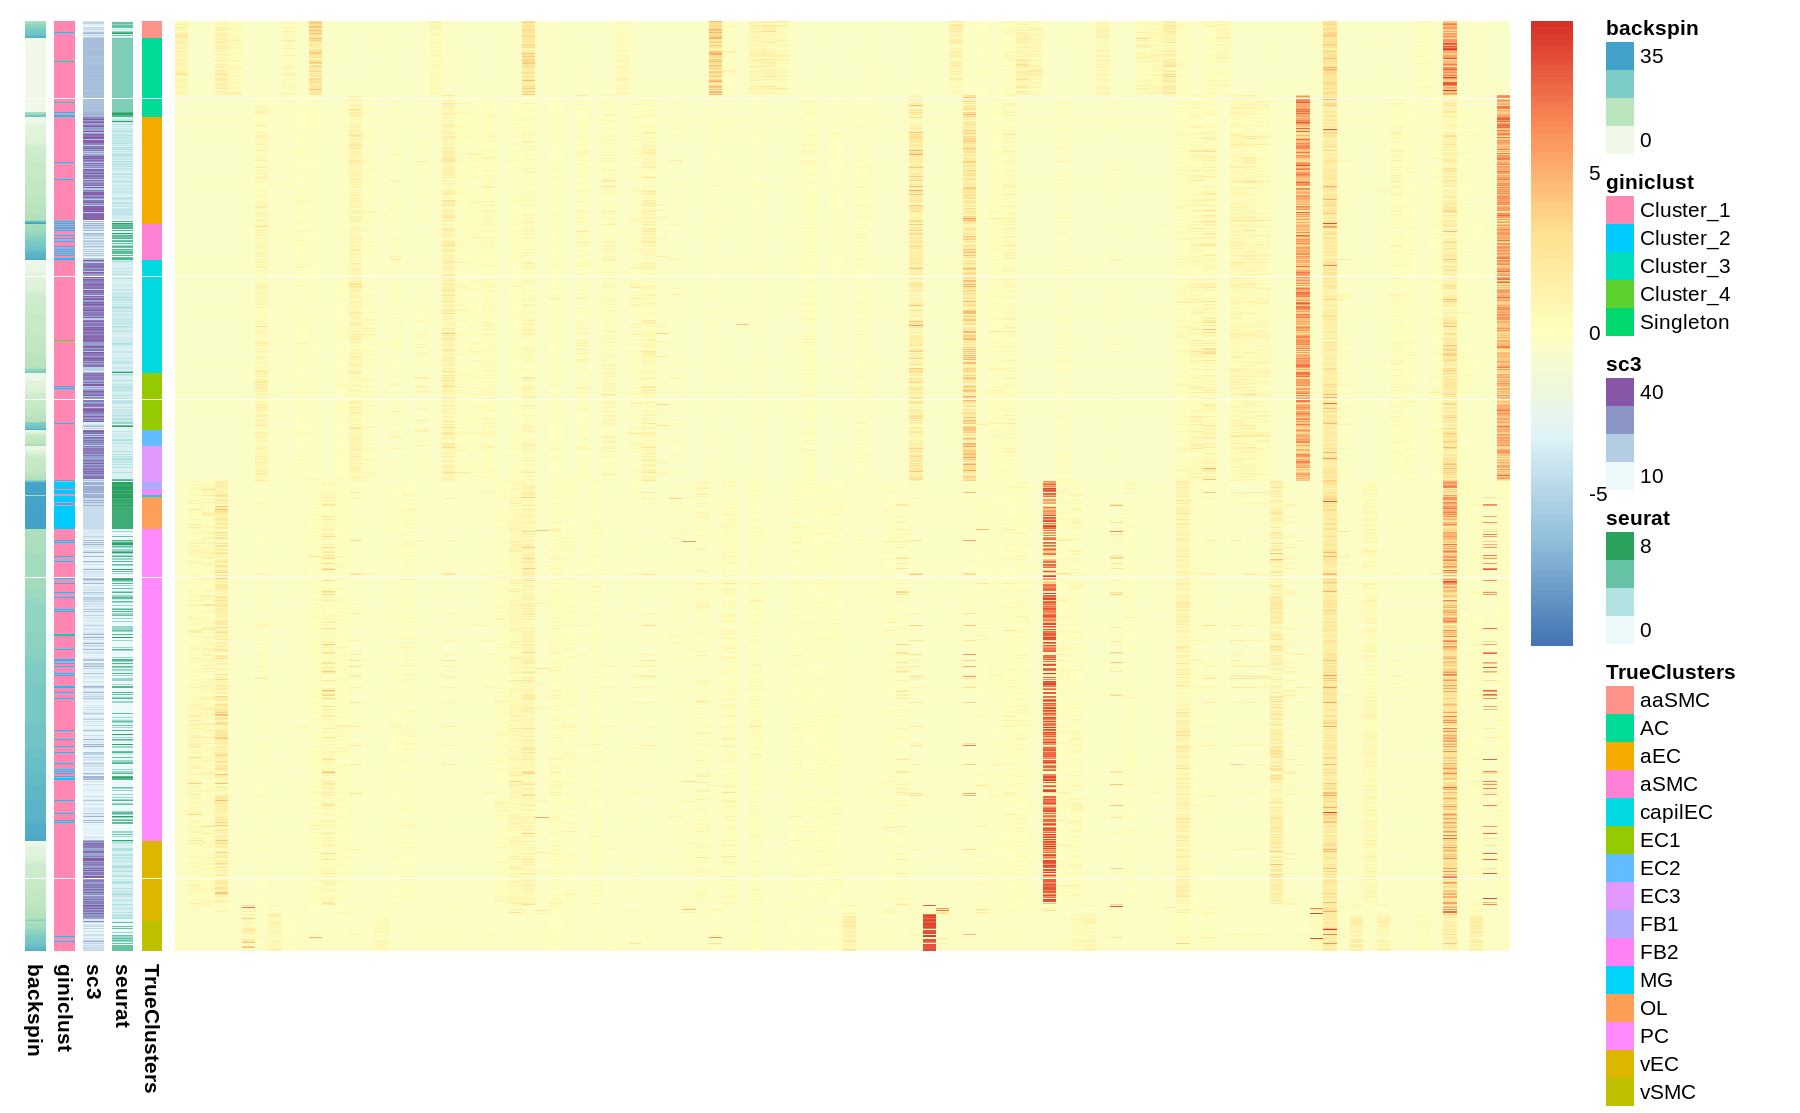 backspin
giniclust
sc3
seurat
TrueClusters
5
0
-5
backspin
35
0
giniclust
Cluster_1
Cluster_2
Cluster_3
Cluster_4
Singleton
sc3
40
10
seurat
8
0
TrueClusters
aaSMC
AC
aEC
aSMC
capilEC
EC1
EC2
EC3
FB1
FB2
MG
OL
PC
vEC
vSMC